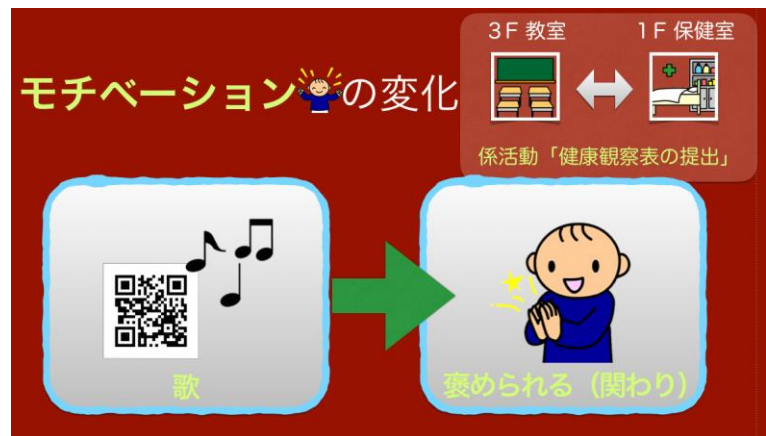 3F 教室
1F 保健室
モチベーションの変化
係活動「健康観察表の提出」
歌
褒められる（関わり）